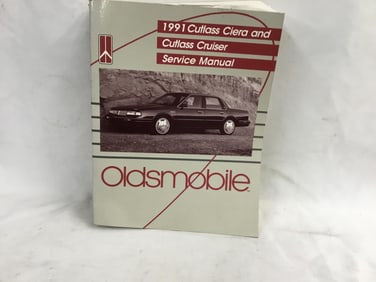 1991 Cutlass Ciera and
Cutlass Cruiser
Service Manual
Oldsmobile